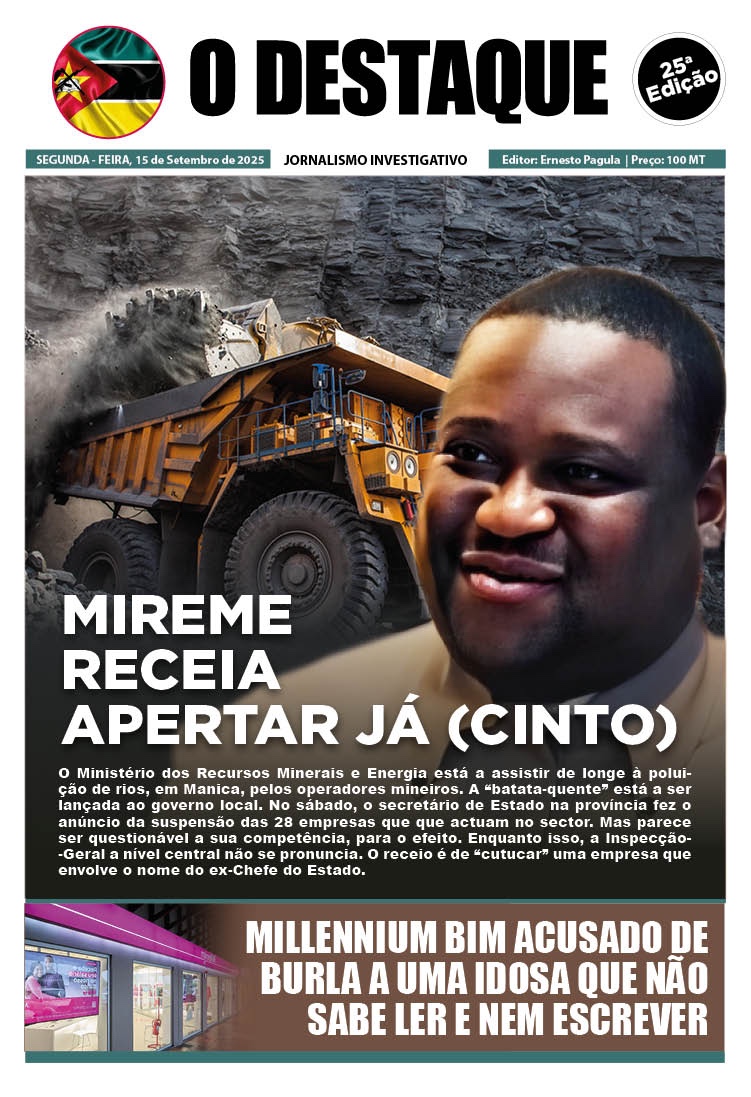 O DESTAQUE
25ª
Edição
SEGUNDA - FEIRA, 15 de Setembro de 2025
JORNALISMO INVESTIGATIVO
Editor: Ernesto Pagula | Preço: 100 MT
MIREME
RECEIA
APERTAR JÁ (CINTO)
O Ministério dos Recursos Minerais e Energia está a assistir de longe à polui-
ção de rios, em Manica, pelos operadores mineiros. A “batata-quente” está a ser
lançada ao governo local. No sábado, o secretário de Estado na província fez o
anúncio da suspensão das 28 empresas que que actuam no sector. Mas parece
ser questionável a sua competência, para o efeito. Enquanto isso, a Inspecção-
-Geral a nível central não se pronuncia. O receio é de “cutucar” uma empresa que
envolve o nome do ex-Chefe do Estado.
MILLENNIUM BIM ACUSADO DE
BURLA A UMA IDOSA QUE NÃO
SABE LER E NEM ESCREVER